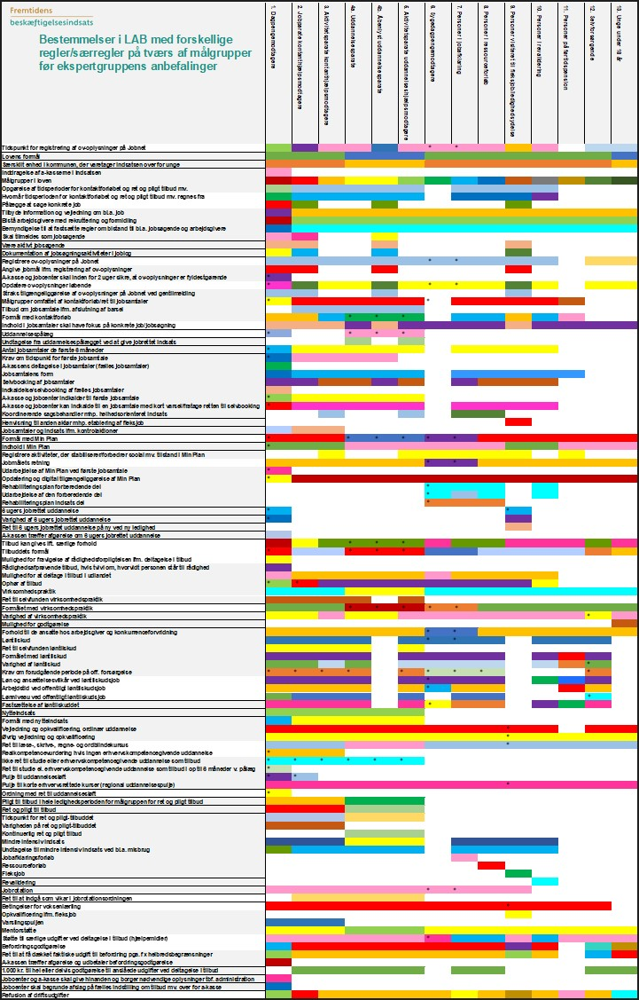 Fremtidens
beskæftigelsesindsats
Bestemmelser i LAB med forskellige
regler/særregler på tværs af målgrupper
før ekspertgruppens anbefalinger
1. Dagpengemodtagere
2. Jobparate kontanthjælpsmodtagere
3. Aktivitetsparate kontanthjælpsmodtagere
4a. Uddannelsesparate
4b. Åbenlyst uddannelsesparate
5. Aktivitetsparate uddannelseshjælpsmodtagere
6. Sygedagpengemodtagere
7. Personer i jobafklaring
8. Personer i ressourceforløb
9. Personer visiteret til fleksjob/ledighedsydelse
10. Personer i revalidering
11. Personer på førtidspension
12. Selvforsørgende
13. Unge under 18 år
Tidspunkt for registrering af cv-oplysninger på Jobnet
Lovens formål
Særskilt enhed i kommunen, der varetager indsatsen over for unge
Inddragelse af a-kasserne i indsatsen
Målgrupper i loven
Opgørelse af tidsperioder for kontaktforløbet og ret og pligt tilbud mv.
Hvornår tidsperioden for kontaktforløbet og ret og pligt tilbud mv. regnes fra
Pålægge at søge konkrete job
Tilbyde information og vejledning om bl.a. job
Bistå arbejdsgivere med rekruttering og formidling
Bemyndigelse til at fastsætte regler om bistand til bl.a. jobsøgende og arbejdsgivere
Skal tilmeldes som jobsøgende
Være aktivt jobsøgende
Dokumentation af jobsøgningsaktiviteter i joblog
Registrere cv-oplysninger på Jobnet
Angive jobmål ifm. registrering af cv-oplysninger
A-kasse og jobcenter skal inden for 2 uger sikre, at cv-oplysninger er fyldestgørende
Opdatere cv-oplysninger løbende
Straks tilgængeliggørelse af cv-oplysninger på Jobnet ved gentilmelding
Målgrupper omfattet af kontaktforløb/ret til jobsamtaler
Tilbud om jobsamtale ifm. afslutning af barsel
Formål med kontaktforløb
Indhold i jobsamtaler skal have fokus på konkrete job/jobsøgning
Uddannelsespålæg
Undtagelse fra uddannelsespålægget ved at give jobrettet indsats
Antal jobsamtaler de første 6 måneder
Krav om tidspunkt for første jobsamtale
A-kassens deltagelse i jobsamtaler (fælles jobsamtaler)
Jobsamtalens form
Selvbooking af jobsamtaler
Indkaldelse/selvbooking af fælles jobsamtaler
A-kasse og jobcenter indkalder til første jobsamtale
A-kasse og jobcenter kan indkalde til en jobsamtale med kort varsel/fratage retten til selvbooking
Koordinerende sagsbehandler mhp. helhedsorienteret indsats
Henvisning til anden aktør mhp. etablering af fleksjob
Jobsamtaler og indsats ifm. kontrolaktioner
Formål med Min Plan
Indhold i Min Plan
Registrere aktiviteter, der stabiliserer/forbedrer social mv. tilstand i Min Plan
Jobmålets retning
Udarbejdelse af Min Plan ved første jobsamtale
Opdatering og digital tilgængeliggørelse af Min Plan
Rehabiliteringsplan forberedende del
Udarbejdelse af den forberedende del
Rehabiliteringsplan indsats del
6 ugers jobrettet uddannelse
Varighed af 6 ugers jobrettet uddannelse
Ret til 6 ugers jobrettet uddannelse på ny ved ny ledighed
A-kassen træffer afgørelse om 6 ugers jobrettet uddannelse
Tilbud kan gives ift. særlige forhold
Tilbuddets formål
Mulighed for fravigelse af rådighedsforpligtelsen ifm. deltagelse i tilbud
Rådighedsafprøvende tilbud, hvis tvivl om, hvorvidt personen står til rådighed
Mulighed for at deltage i tilbud i udlandet
Ophør af tilbud
Virksomhedspraktik
Ret til selvfunden virksomhedspraktik
Formålet med virksomhedspraktik
Varighed af virksomhedspraktik
Mulighed for godtgørelse
Forhold til de ansatte hos arbejdsgiver og konkurrenceforvridning
Løntilskud
Ret til selvfunden løntilskud
Formålet med løntilskud
Varighed af løntilskud
Krav om forudgående periode på off. forsørgelse
Løn og ansættelsesvilkår ved løntilskudsjob
Arbejdstid ved offentligt løntilskudsjob
Lønniveau ved offentligt løntilskudsjob
Fastsættelse af løntilskuddet
Nytteindsats
Formål med nytteindsats
Vejledning og opkvalificering, ordinær uddannelse
Øvrig vejledning og opkvalificering
Ret til læse-, skrive-, regne- og ordblindekursus
Realkompetencevurdering hvis ingen erhvervskompetencegivende uddannelse
Ikke ret til studie eller erhvervskompetencegivende uddannelse som tilbud
Ret til studie el. erhvervskompetencegivende uddannelse som tilbud i op til 6 måneder v. pålæg
Pulje til uddannelsesløft
Pulje til korte erhvervsrettede kurser (regional uddannelsespulje)
Ordning med ret til uddannelsesløft
Pligt til tilbud i hele ledighedsperioden for målgruppen for ret og pligt tilbud
Ret og pligt til tilbud
Tidspunkt for ret og pligt-tilbuddet
Varigheden på ret og pligt-tilbuddet
Kontinuerlig ret og pligt tilbud
Mindre intensiv indsats
Undtagelse til mindre intensiv indsats ved bl.a. misbrug
Jobafklaringsforløb
Ressourceforløb
Fleksjob
Revalidering
Jobrotation
Ret til at indgå som vikar i jobrotationsordningen
Betingelser for voksenlærling
Opkvalificering ifm. fleksjob
Varslingspuljen
Mentorstøtte
Støtte til særlige udgifter ved deltagelse i tilbud (hjælpemidler)
Befordringsgodtgørelse
Ret til at få dækket faktiske udgift til befordring pga. fx helbredsbegrænsninger
A-kassen træffer afgørelse og udbetaler befordringsgodtgørelse
1.000 kr. til hel eller delvis godtgørelse til anslåede udgifter ved deltagelse i tilbud
Jobcenter og a-kasse skal give hinanden og borger nødvendige oplysninger tbf. administration
Jobcenter skal begrunde afslag på fælles indstilling om tilbud mv. over for a-kasse
Refusion af driftsudgifter